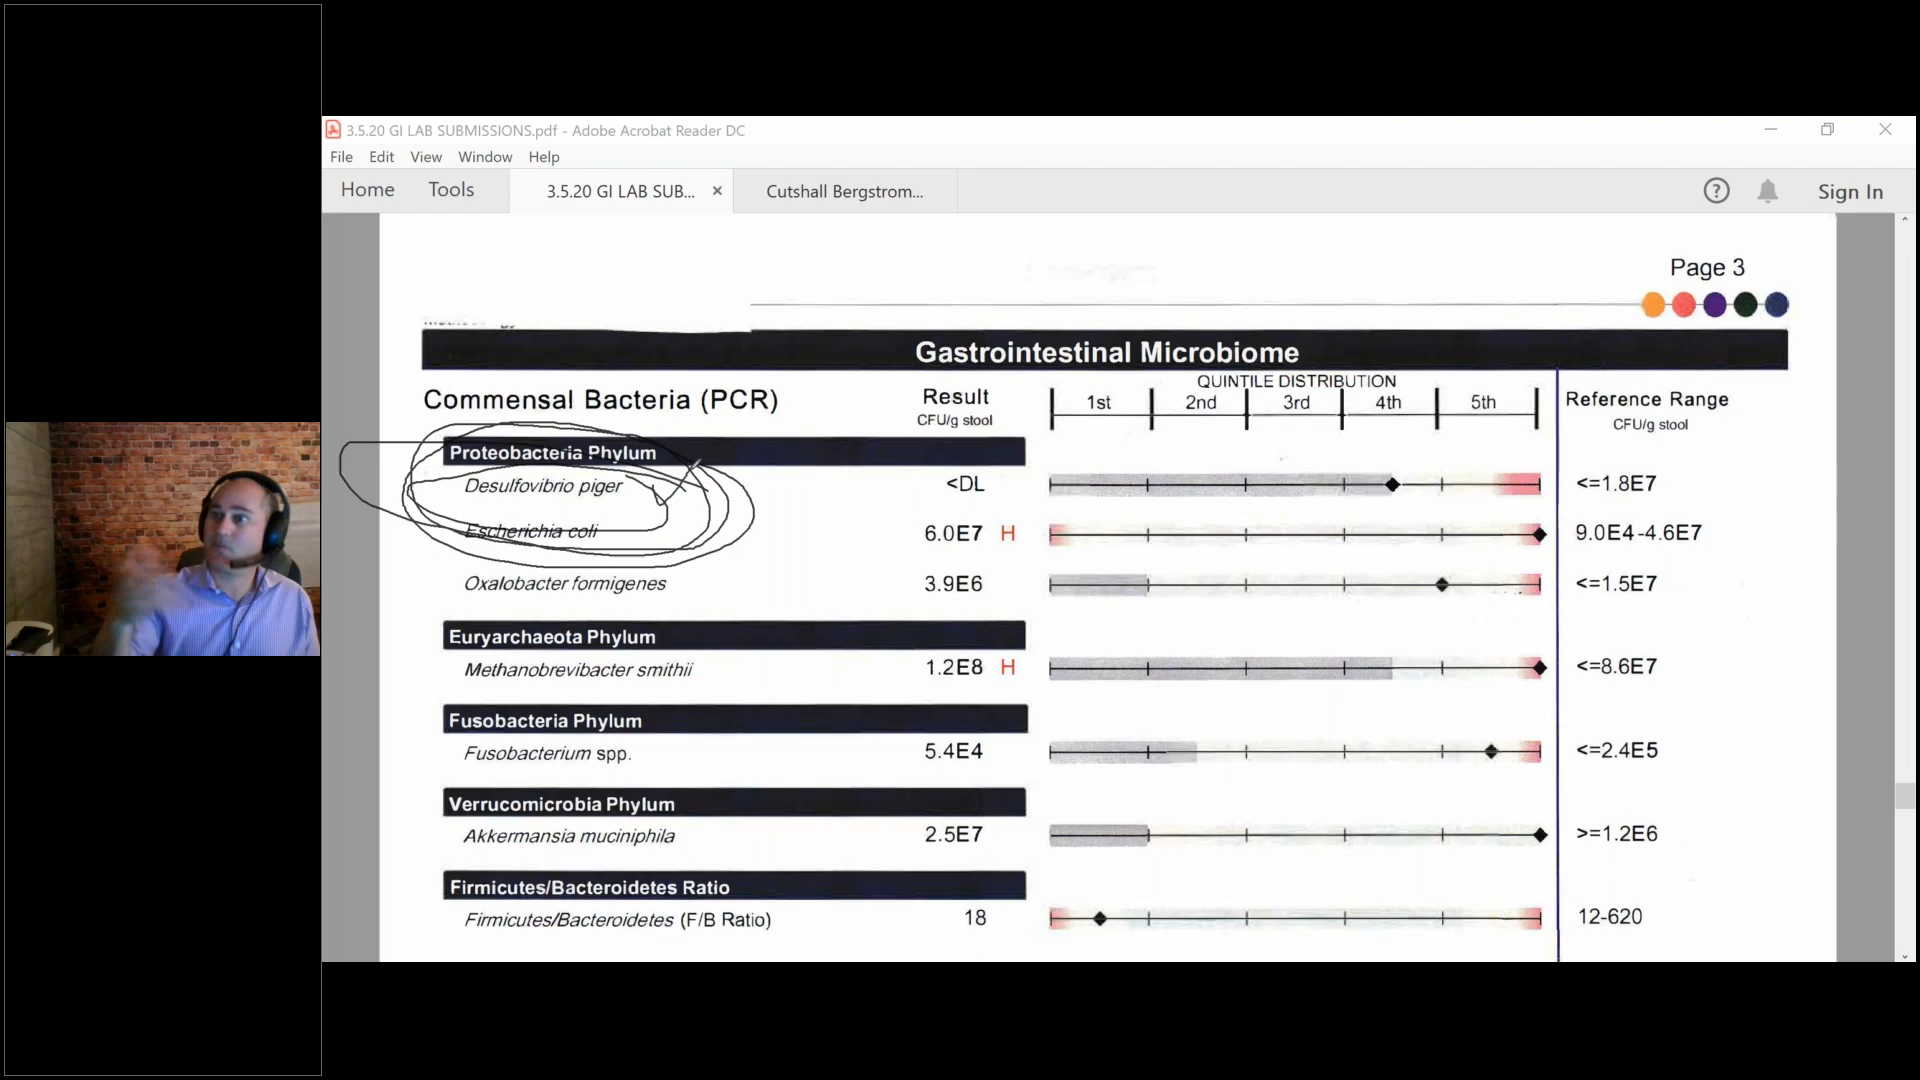 3.5.20 GI LAB SUBMISSIONS.pdf - Adobe Acrobat Reader DC
File Edit View Window Help
Home Tools 3.5.20 GI LAB SUB... × Cutshall Bergstrom... ? Sign In
Page 3
Gastrointestinal Microbiome
Commensal Bacteria (PCR) Result CFU/g stool QUINTILE DISTRIBUTION 1st 2nd 3rd 4th 5th Reference Range CFU/g stool
Proteobacteria Phylum
Desulfovibrio piger <DL <=1.8E7
Escherichia coli 6.0E7 H 9.0E4-4.6E7
Oxalobacter formigenes 3.9E6 <=1.5E7
Euryarchaeota Phylum
Methanobrevibacter smithii 1.2E8 H <=8.6E7
Fusobacteria Phylum
Fusobacterium spp. 5.4E4 <=2.4E5
Verrucomicrobia Phylum
Akkermansia muciniphila 2.5E7 >=1.2E6
Firmicutes/Bacteroidetes Ratio
Firmicutes/Bacteroidetes (F/B Ratio) 18 12-620